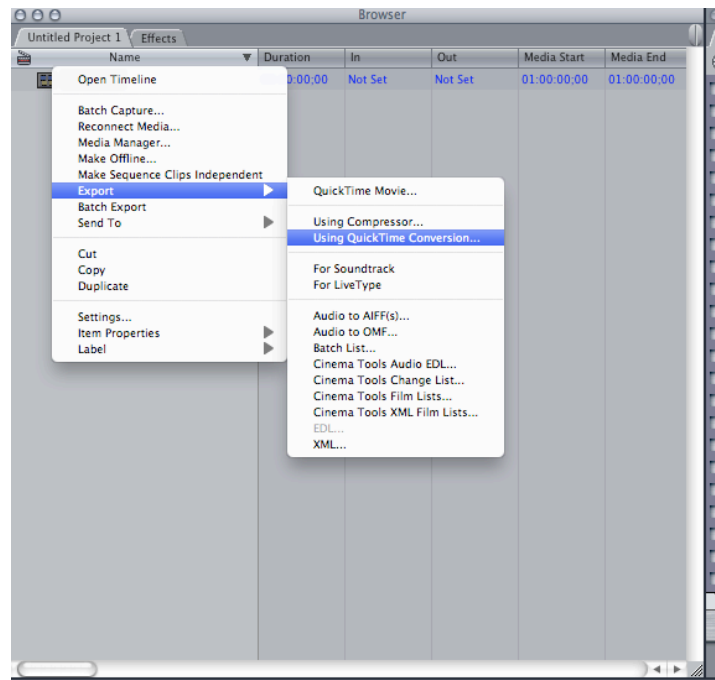 Browser
Untitled Project 1 Effects
Name Duration In Out Media Start Media End
0:00;00 Not Set Not Set 01:00:00;00 01:00:00;00
Open Timeline
Batch Capture...
Reconnect Media...
Media Manager...
Make Offline...
Make Sequence Clips Independent
Export
Batch Export
Send To
Cut
Copy
Duplicate
Settings...
Item Properties
Label
QuickTime Movie...
Using Compressor...
Using QuickTime Conversion...
For Soundtrack
For LiveType
Audio to AIFF(s)...
Audio to OMF...
Batch List...
Cinema Tools Audio EDL...
Cinema Tools Change List...
Cinema Tools Film Lists...
Cinema Tools XML Film Lists...
EDL...
XML...